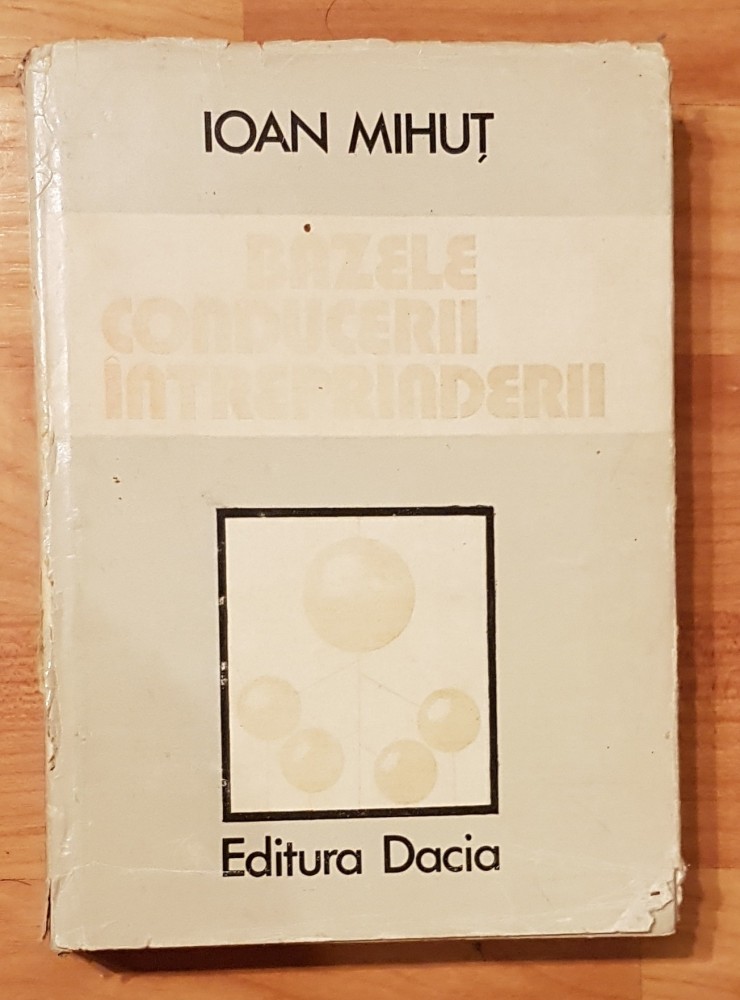 IOAN MIHUȚ
BAZELE
CONDUCERII
ÎNTREPRINDERII
Editura Dacia